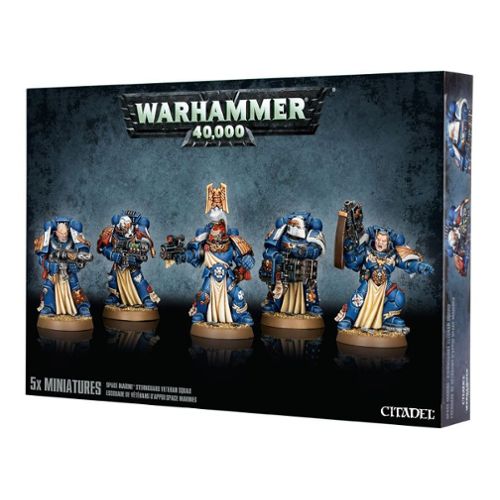 WARHAMMER
40,000
5x MINIATURES
SPACE MARINE STERNGUARD VETERAN SQUAD
ESCOUADE DE VÉTÉRANS D'APPUI SPACE MARINES
CITADEL